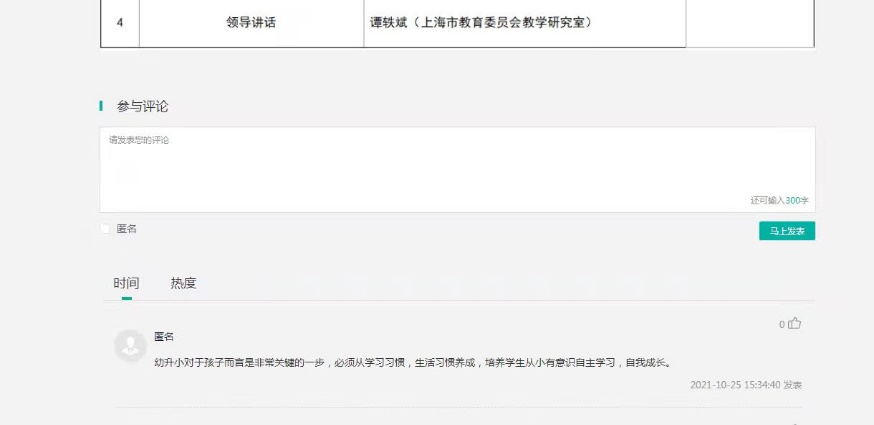 4 领导讲话 谭轶斌（上海市教育委员会教学研究室）
参与评论
请发表您的评论
还可输入300字
匿名 马上发表
时间 热度
0
匿名
幼升小对于孩子而言是非常关键的一步，必须从学习习惯，生活习惯养成，培养学生从小有意识自主学习，自我成长。
2021-10-25 15:34:40 发表